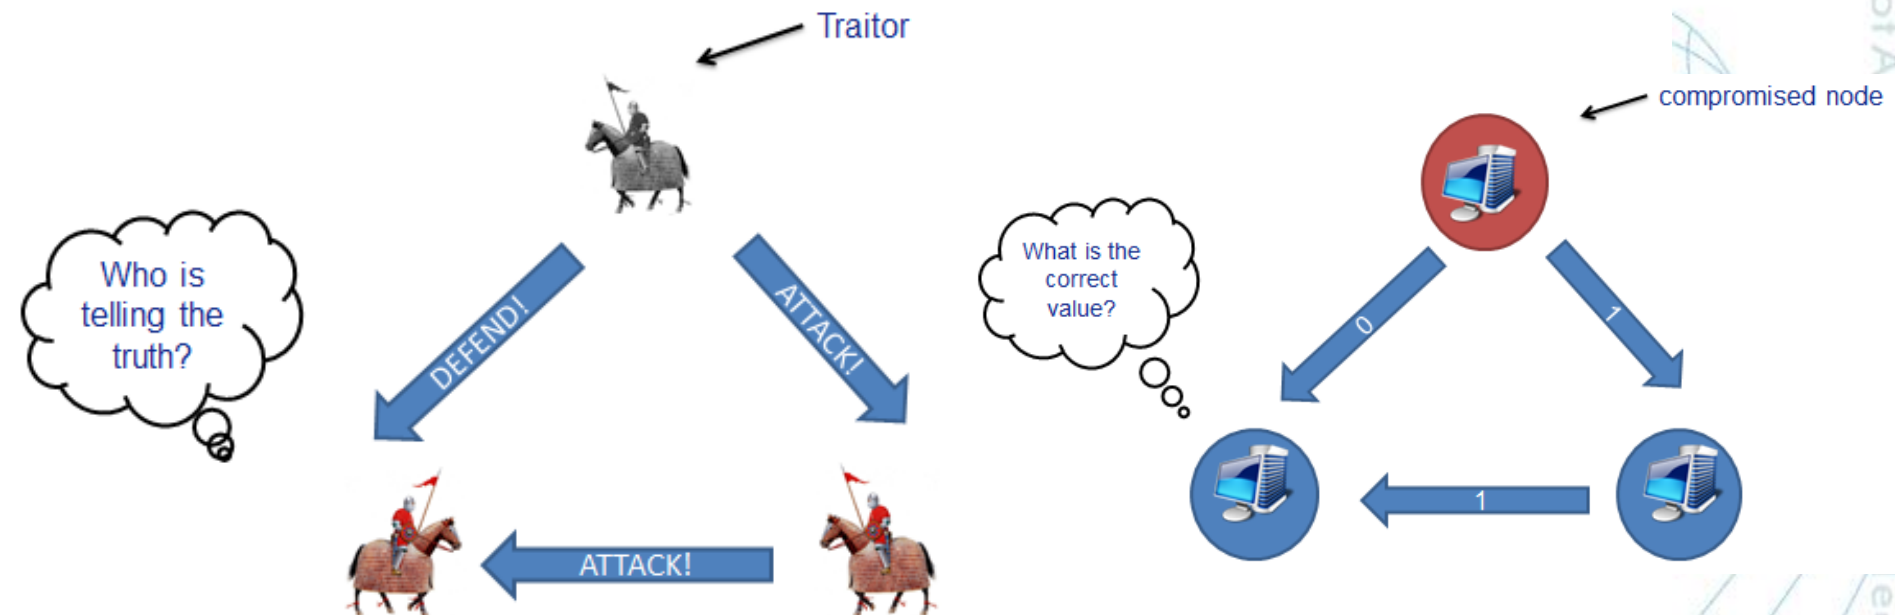 Traitor
Who is
telling the
truth?
DEFEND!
ATTACK!
ATTACK!
compromised node
What is the
correct
value?
0
1
1